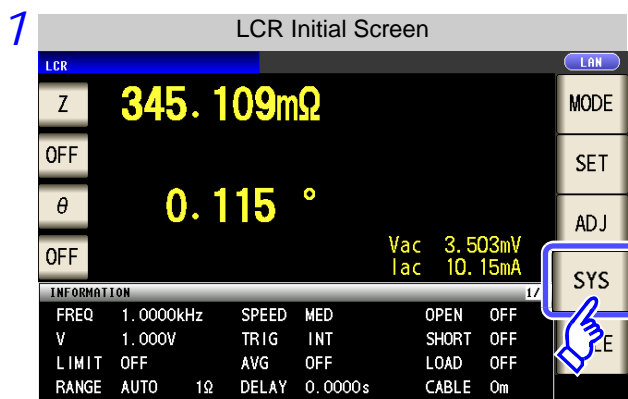 1
LCR Initial Screen
LCR
LAN
Z
345.109mΩ
MODE
OFF
SET
θ
0.115 °
ADJ
OFF
Vac 3.503mV
Iac 10.15mA
SYS
INFORMATION 1/
FREQ 1.0000kHz SPEED MED OPEN OFF
V 1.000V TRIG INT SHORT OFF
LIMIT OFF AVG OFF LOAD OFF
RANGE AUTO 1Ω DELAY 0.0000s CABLE 0m